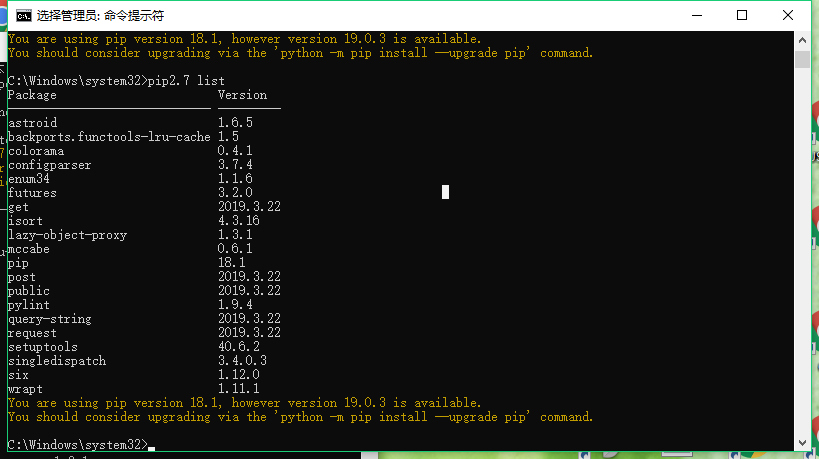 选择管理员: 命令提示符
You are using pip version 18.1, however version 19.0.3 is available.
You should consider upgrading via the 'python -m pip install --upgrade pip' command.
C:\Windows\system32>pip2.7 list
Package Version
---------------------------- ---------
astroid 1.6.5
backports.functools-lru-cache 1.5
colorama 0.4.1
configparser 3.7.4
enum34 1.1.6
futures 3.2.0
get 2019.3.22
isort 4.3.16
lazy-object-proxy 1.3.1
mccabe 0.6.1
pip 18.1
post 2019.3.22
public 2019.3.22
pylint 1.9.4
query-string 2019.3.22
request 2019.3.22
setuptools 40.6.2
singledispatch 3.4.0.3
six 1.12.0
wrapt 1.11.1
You are using pip version 18.1, however version 19.0.3 is available.
You should consider upgrading via the 'python -m pip install --upgrade pip' command.
C:\Windows\system32>